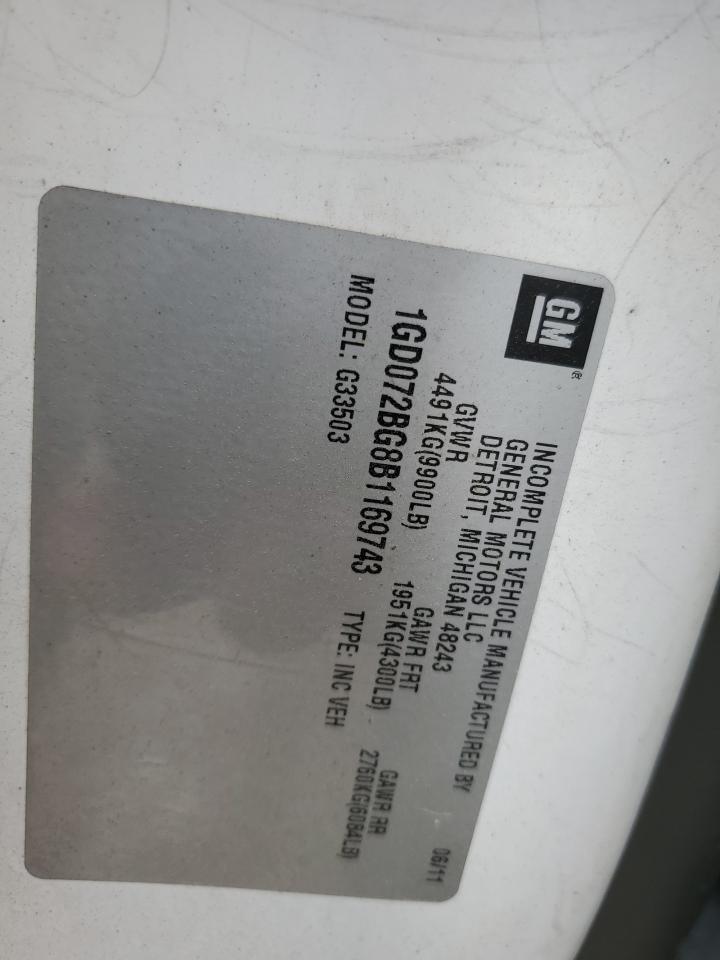 GM
®
INCOMPLETE VEHICLE MANUFACTURED BY
GENERAL MOTORS LLC
DETROIT, MICHIGAN 48243
06/11
GVWR GAWR FRT GAWR RR
4491KG(9900LB) 1951KG(4300LB) 2760KG(6084LB)
1GD072BG8B1169743
MODEL: G33503 TYPE: INC VEH